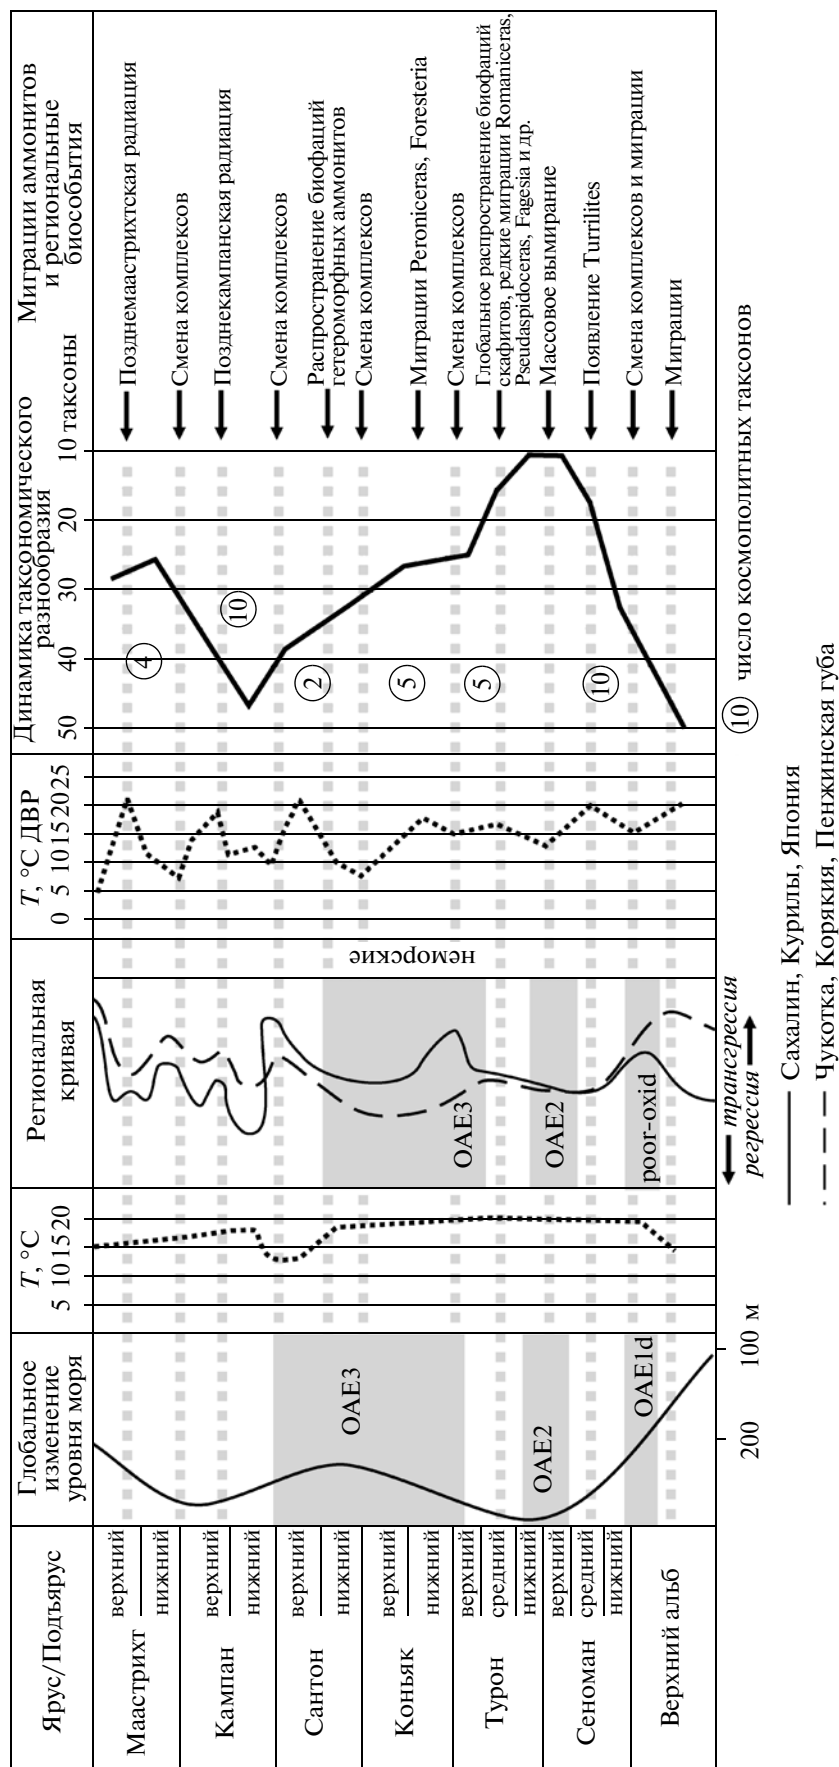 Ярус/Подъярус
Маастрихт
верхний
нижний
Кампан
верхний
нижний
Сантон
верхний
нижний
Коньяк
верхний
нижний
Турон
верхний
средний
нижний
Сеноман
верхний
средний
нижний
Верхний альб
Глобальное
изменение
уровня моря
OAE3
OAE2
OAE1d
200
100 м
T, °C
5 10 15 20
Региональная
кривая
OAE3
OAE2
poor-oxid
трансгрессия
регрессия
неморские
T, °C ДВР
0 5 10 15 20 25
Динамика таксономического
разнообразия
50 40 30 20 10 таксоны
4
10
2
5
5
10
Миграции аммонитов
и региональные
биособытия
Позднемаастрихтская радиация
Смена комплексов
Позднекампанская радиация
Смена комплексов
Распространение биофаций
гетероморфных аммонитов
Смена комплексов
Миграции Peroniceras, Foresteria
Смена комплексов
Глобальное распространение биофаций
скафитов, редкие миграции Romaniceras,
Pseudaspidoceras, Fagesia и др.
Массовое вымирание
Появление Turrilites
Смена комплексов и миграции
Миграции
10 число космополитных таксонов
Сахалин, Курилы, Япония
Чукотка, Корякия, Пенжинская губа